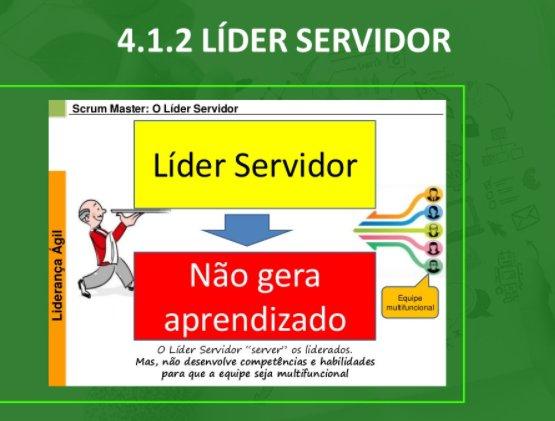 4.1.2 LÍDER SERVIDOR
Scrum Master: O Líder Servidor
Líder Servidor
Liderança Ágil
Não gera
aprendizado
Equipe
multifuncional
O Líder Servidor “server” os liderados.
Mas, não desenvolve competências e habilidades
para que a equipe seja multifuncional